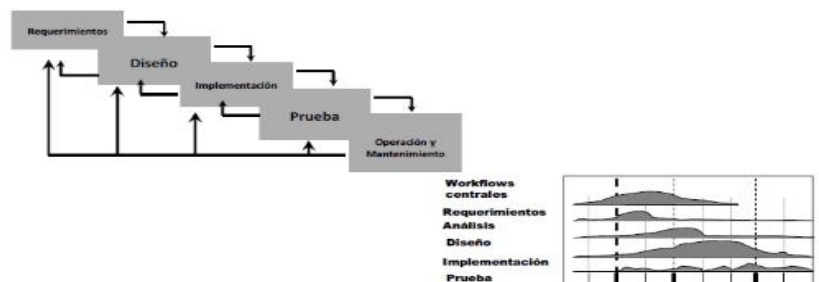 Requerimientos
Diseño
Implementación
Prueba
Operación y
Mantenimiento
Workflows
centrales
Requerimientos
Análisis
Diseño
Implementación
Prueba